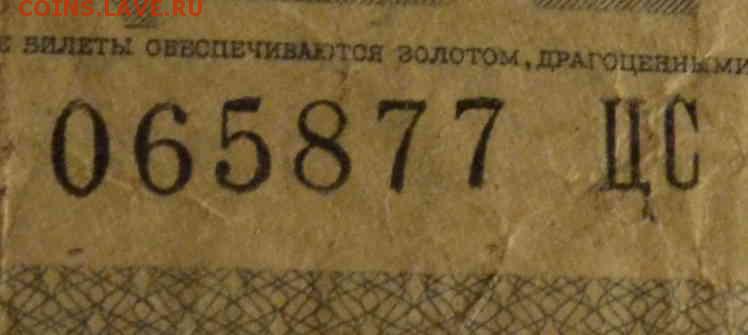 COINS.LAVE.RU
Е БИЛЕТЫ ОБЕСПЕЧИВАЮТСЯ ЗОЛОТОМ, ДРАГОЦЕННЫМИ
065877 ЦС